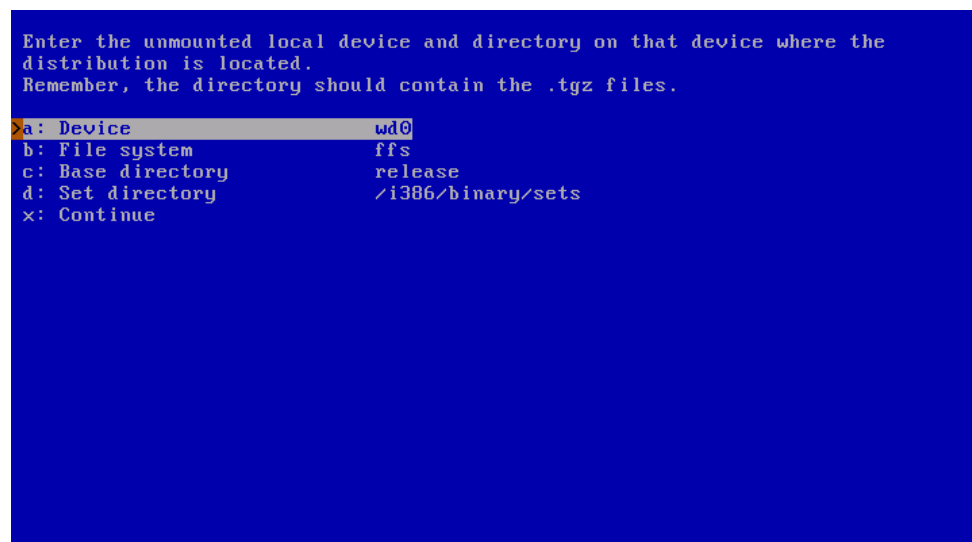 Enter the unmounted local device and directory on that device where the
distribution is located.
Remember, the directory should contain the .tgz files.
>a: Device wd0
b: File system ffs
c: Base directory release
d: Set directory /i386/binary/sets
x: Continue